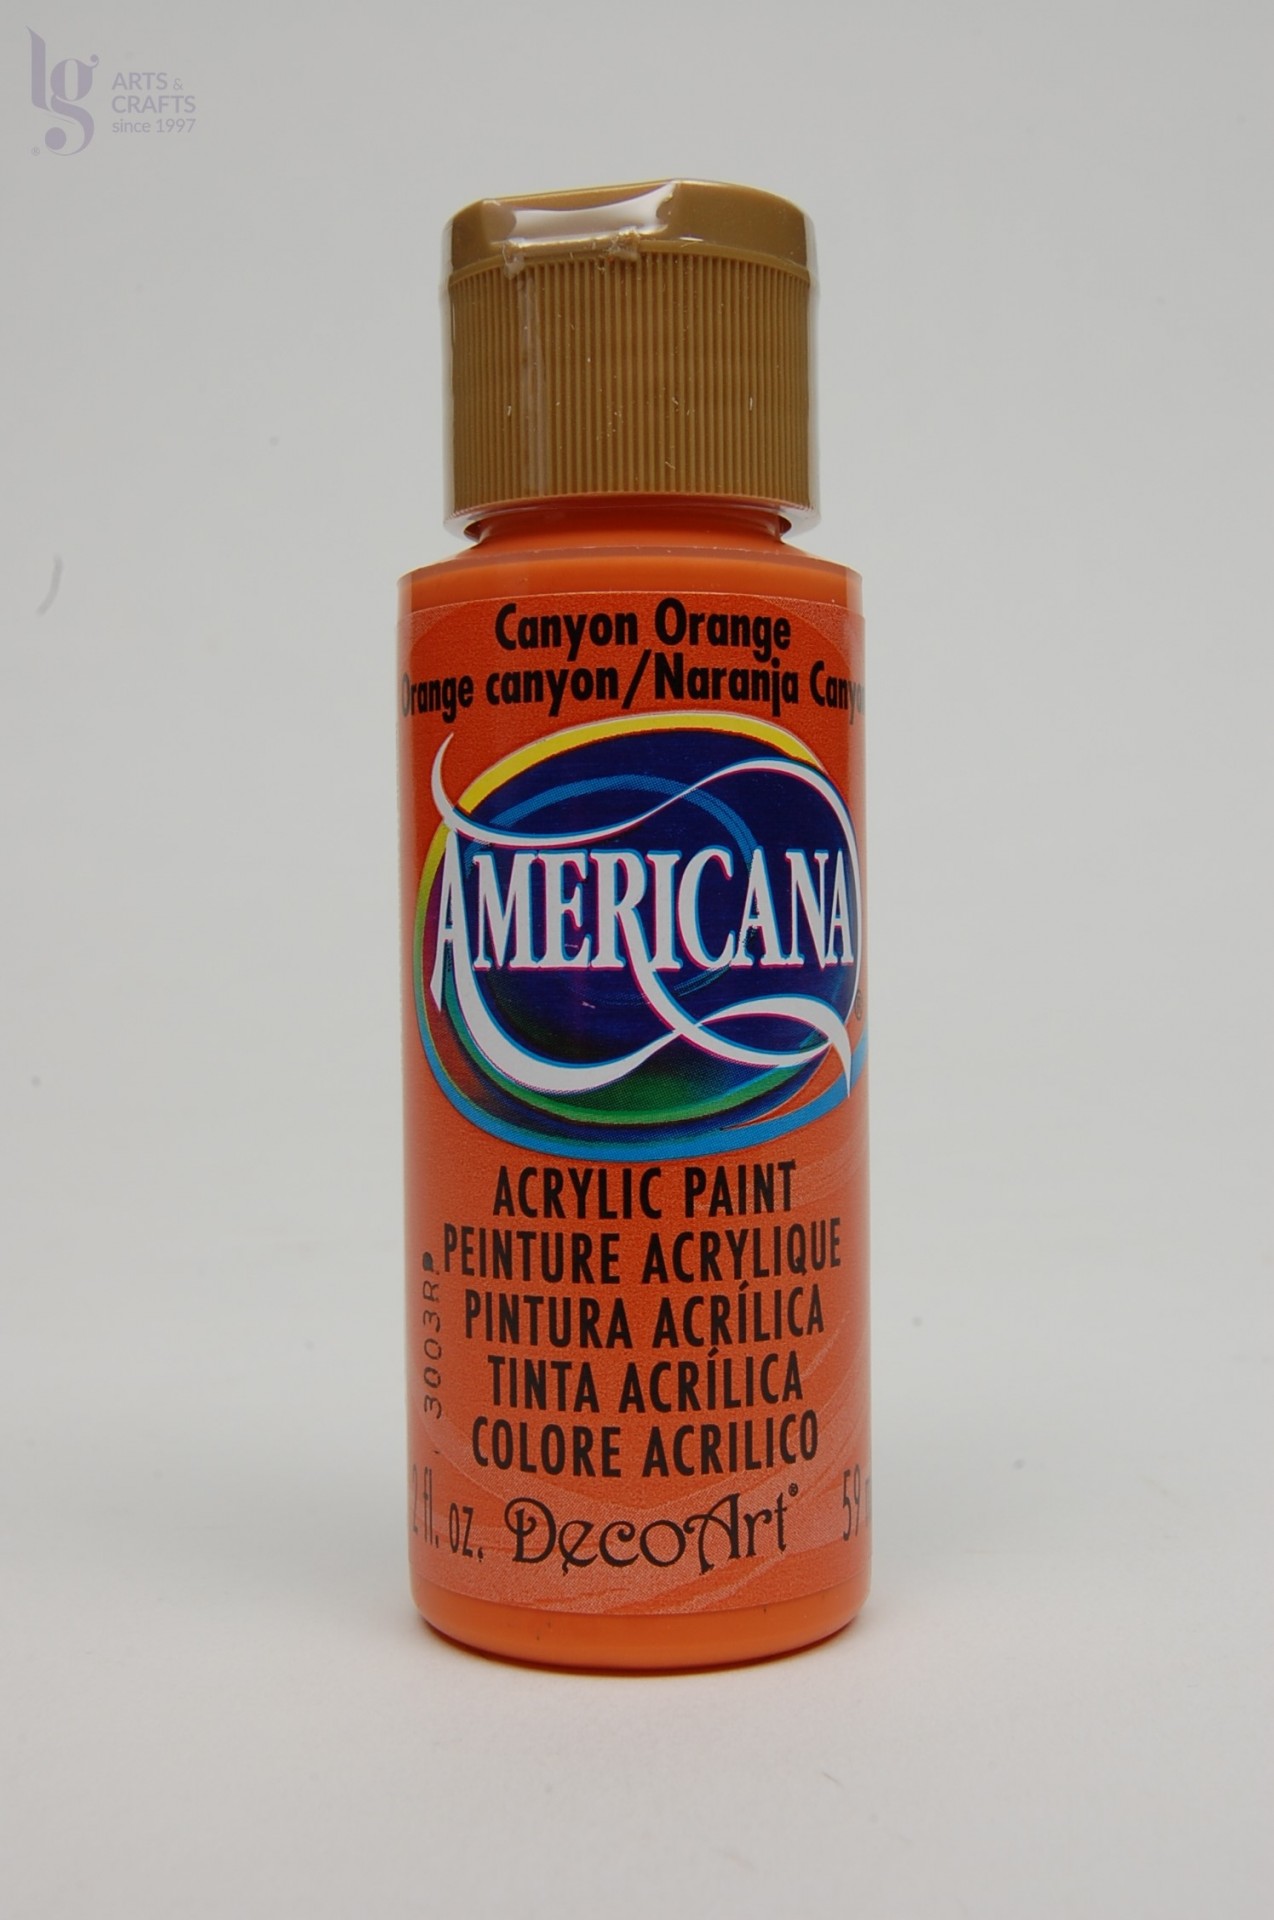 lg
ARTS &
CRAFTS
since 1997
®
Canyon Orange
Orange canyon/Naranja Canyon
AMERICANA
®
ACRYLIC PAINT
PEINTURE ACRYLIQUE
PINTURA ACRÍLICA
TINTA ACRÍLICA
COLORE ACRILICO
3003RP
2 fl. oz. DecoArt® 59 m